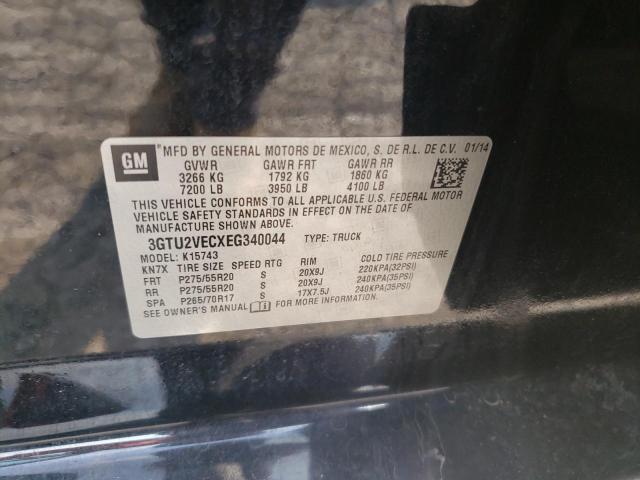 GM
*MFD BY GENERAL MOTORS DE MEXICO, S. DE R.L. DE C.V. 01/14
GVWR GAWR FRT GAWR RR
3266 KG 1792 KG 1860 KG
7200 LB 3950 LB 4100 LB
THIS VEHICLE CONFORMS TO ALL APPLICABLE U.S. FEDERAL MOTOR
VEHICLE SAFETY STANDARDS IN EFFECT ON THE DATE OF
MANUFACTURE SHOWN ABOVE.
3GTU2VECXEG340044 TYPE: TRUCK
MODEL: K15743
KN7X TIRE SIZE SPEED RTG RIM COLD TIRE PRESSURE
FRT P275/55R20 S 20X9J 220KPA(32PSI)
RR P275/55R20 S 20X9J 240KPA(35PSI)
SPA P265/70R17 S 17X7.5J 240KPA(35PSI)
SEE OWNER'S MANUAL FOR MORE INFORMATION.